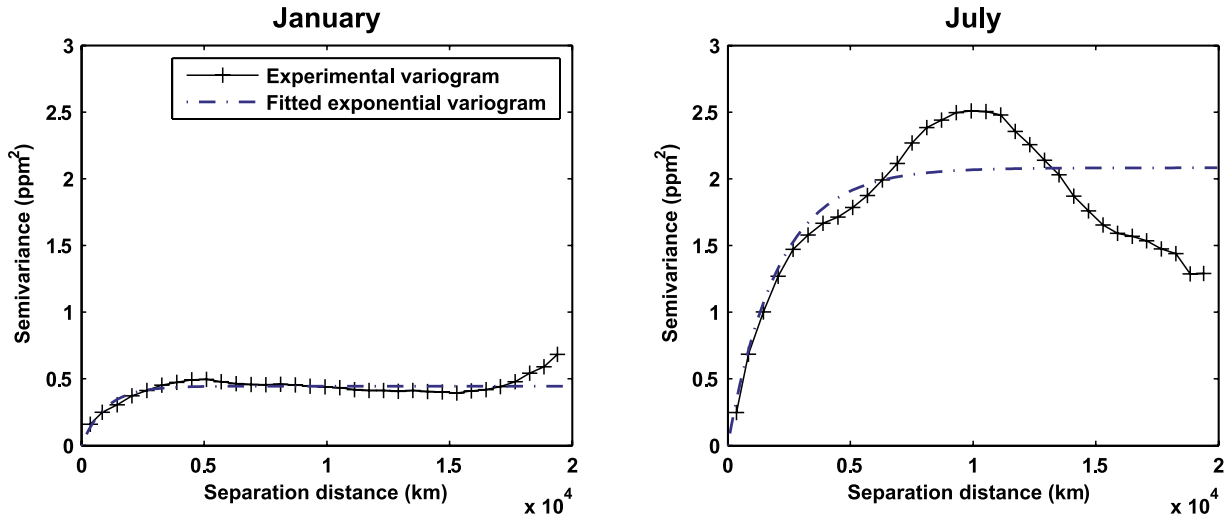 January
3
2.5
2
1.5
1
0.5
0
Semivariance (ppm²)
Experimental variogram
Fitted exponential variogram
0 0.5 1 1.5 2
Separation distance (km)
x 10⁴
July
3
2.5
2
1.5
1
0.5
0
Semivariance (ppm²)
0 0.5 1 1.5 2
Separation distance (km)
x 10⁴